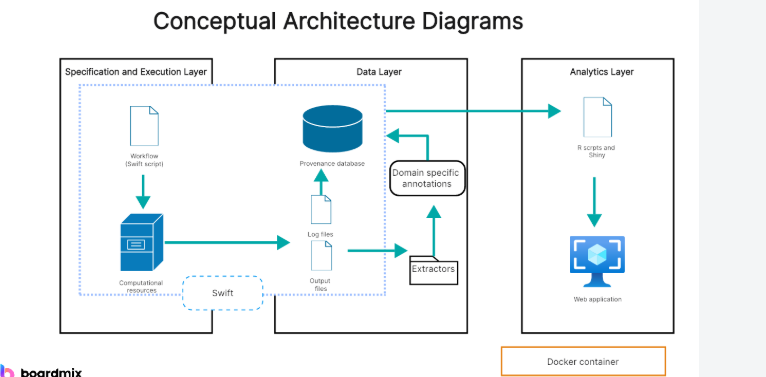 Conceptual Architecture Diagrams
Specification and Execution Layer
Data Layer
Analytics Layer
Workflow
(Swift script)
Provenance database
R scripts and
Shiny
Domain specific
annotations
Log files
Extractors
Computational
resources
Output
files
Swift
Web application
Docker container
boardmix